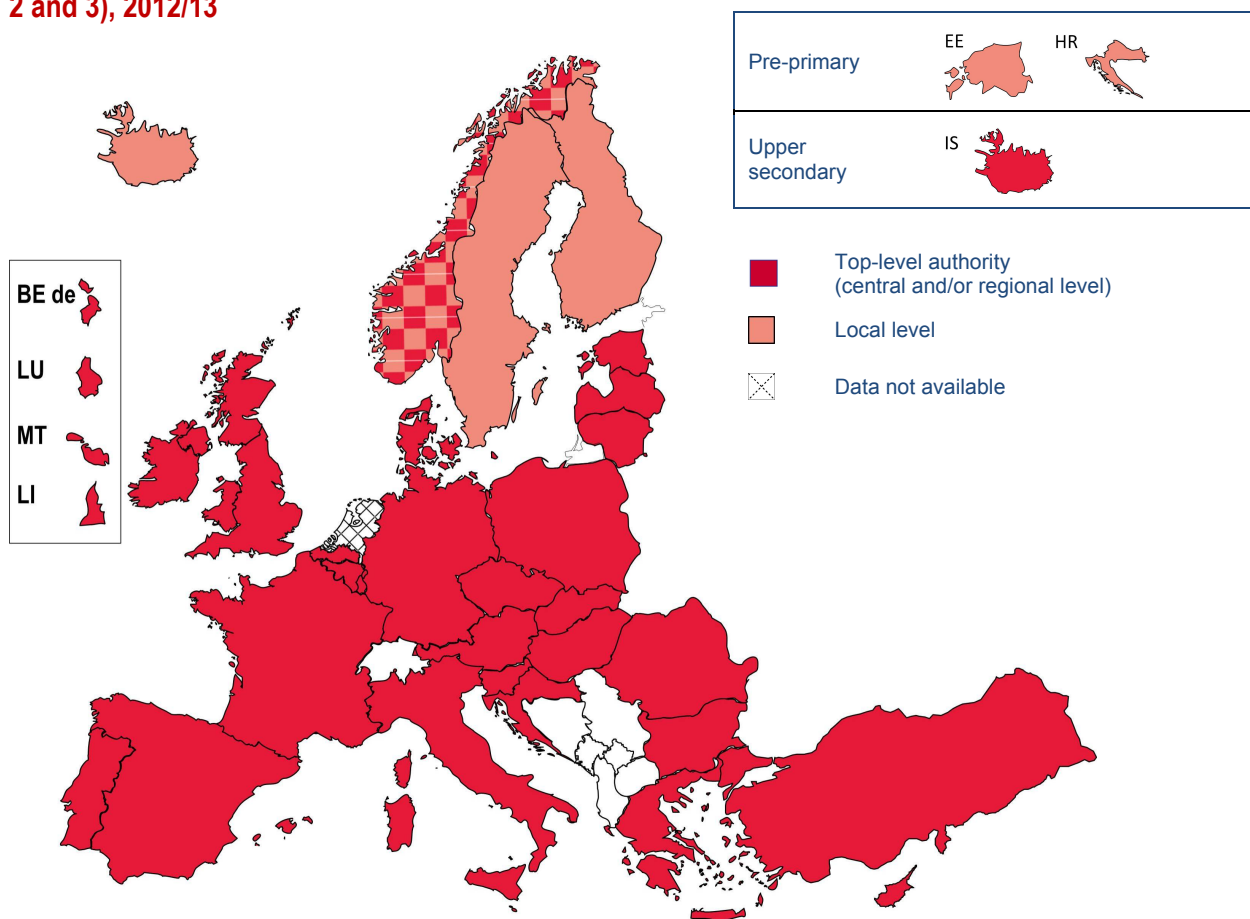 2 and 3), 2012/13
Pre-primary
EE
HR
Upper
secondary
IS
Top-level authority
(central and/or regional level)
Local level
Data not available
BE de
LU
MT
LI